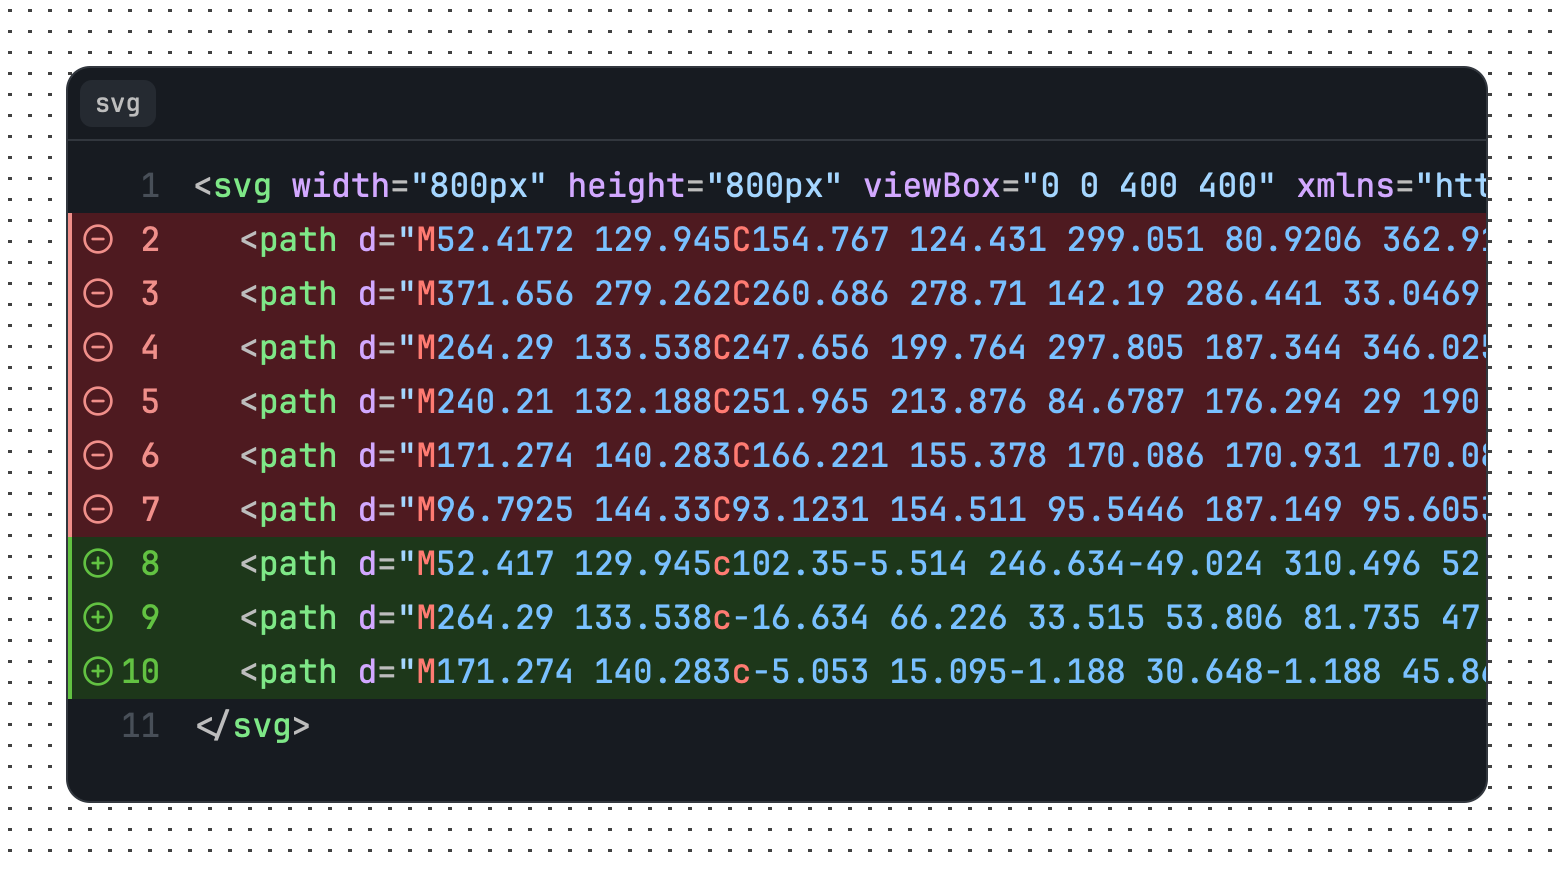 svg
1 <svg width="800px" height="800px" viewBox="0 0 400 400" xmlns="htt
2 <path d="M52.4172 129.945C154.767 124.431 299.051 80.9206 362.9
3 <path d="M371.656 279.262C260.686 278.71 142.19 286.441 33.0469
4 <path d="M264.29 133.538C247.656 199.764 297.805 187.344 346.025
5 <path d="M240.21 132.188C251.965 213.876 84.6787 176.294 29 190
6 <path d="M171.274 140.283C166.221 155.378 170.086 170.931 170.08
7 <path d="M96.7925 144.33C93.1231 154.511 95.5446 187.149 95.605
8 <path d="M52.417 129.945c102.35-5.514 246.634-49.024 310.496 52
9 <path d="M264.29 133.538c-16.634 66.226 33.515 53.806 81.735 47
10 <path d="M171.274 140.283c-5.053 15.095-1.188 30.648-1.188 45.86
11 </svg>